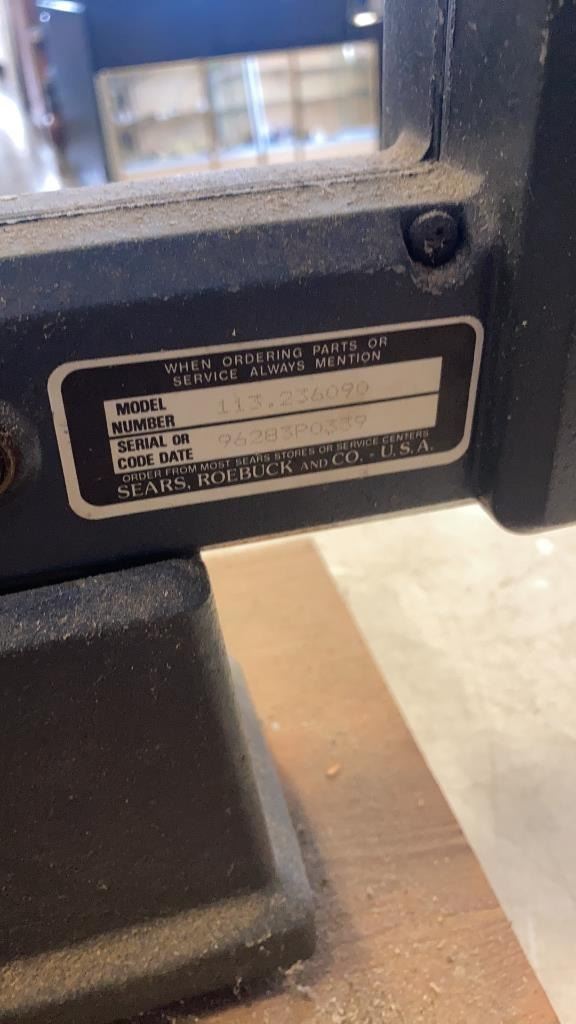 WHEN ORDERING PARTS OR
SERVICE ALWAYS MENTION
MODEL NUMBER 113.236090
SERIAL OR CODE DATE 96283P0339
ORDER FROM MOST SEARS STORES OR SERVICE CENTERS
SEARS, ROEBUCK AND CO. - U.S.A.